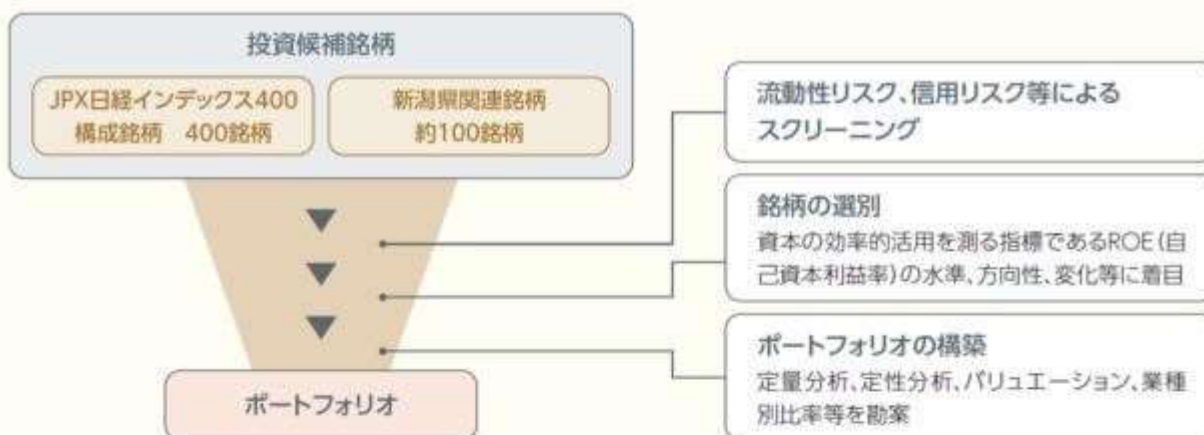 投資候補銘柄
JPX日経インデックス400
構成銘柄　400銘柄
新潟県関連銘柄
約100銘柄
流動性リスク、信用リスク等による
スクリーニング
銘柄の選別
資本の効率的活用を測る指標であるROE(自
己資本利益率)の水準、方向性、変化等に着目
ポートフォリオの構築
定量分析、定性分析、バリュエーション、業種
別比率等を勘案
ポートフォリオ